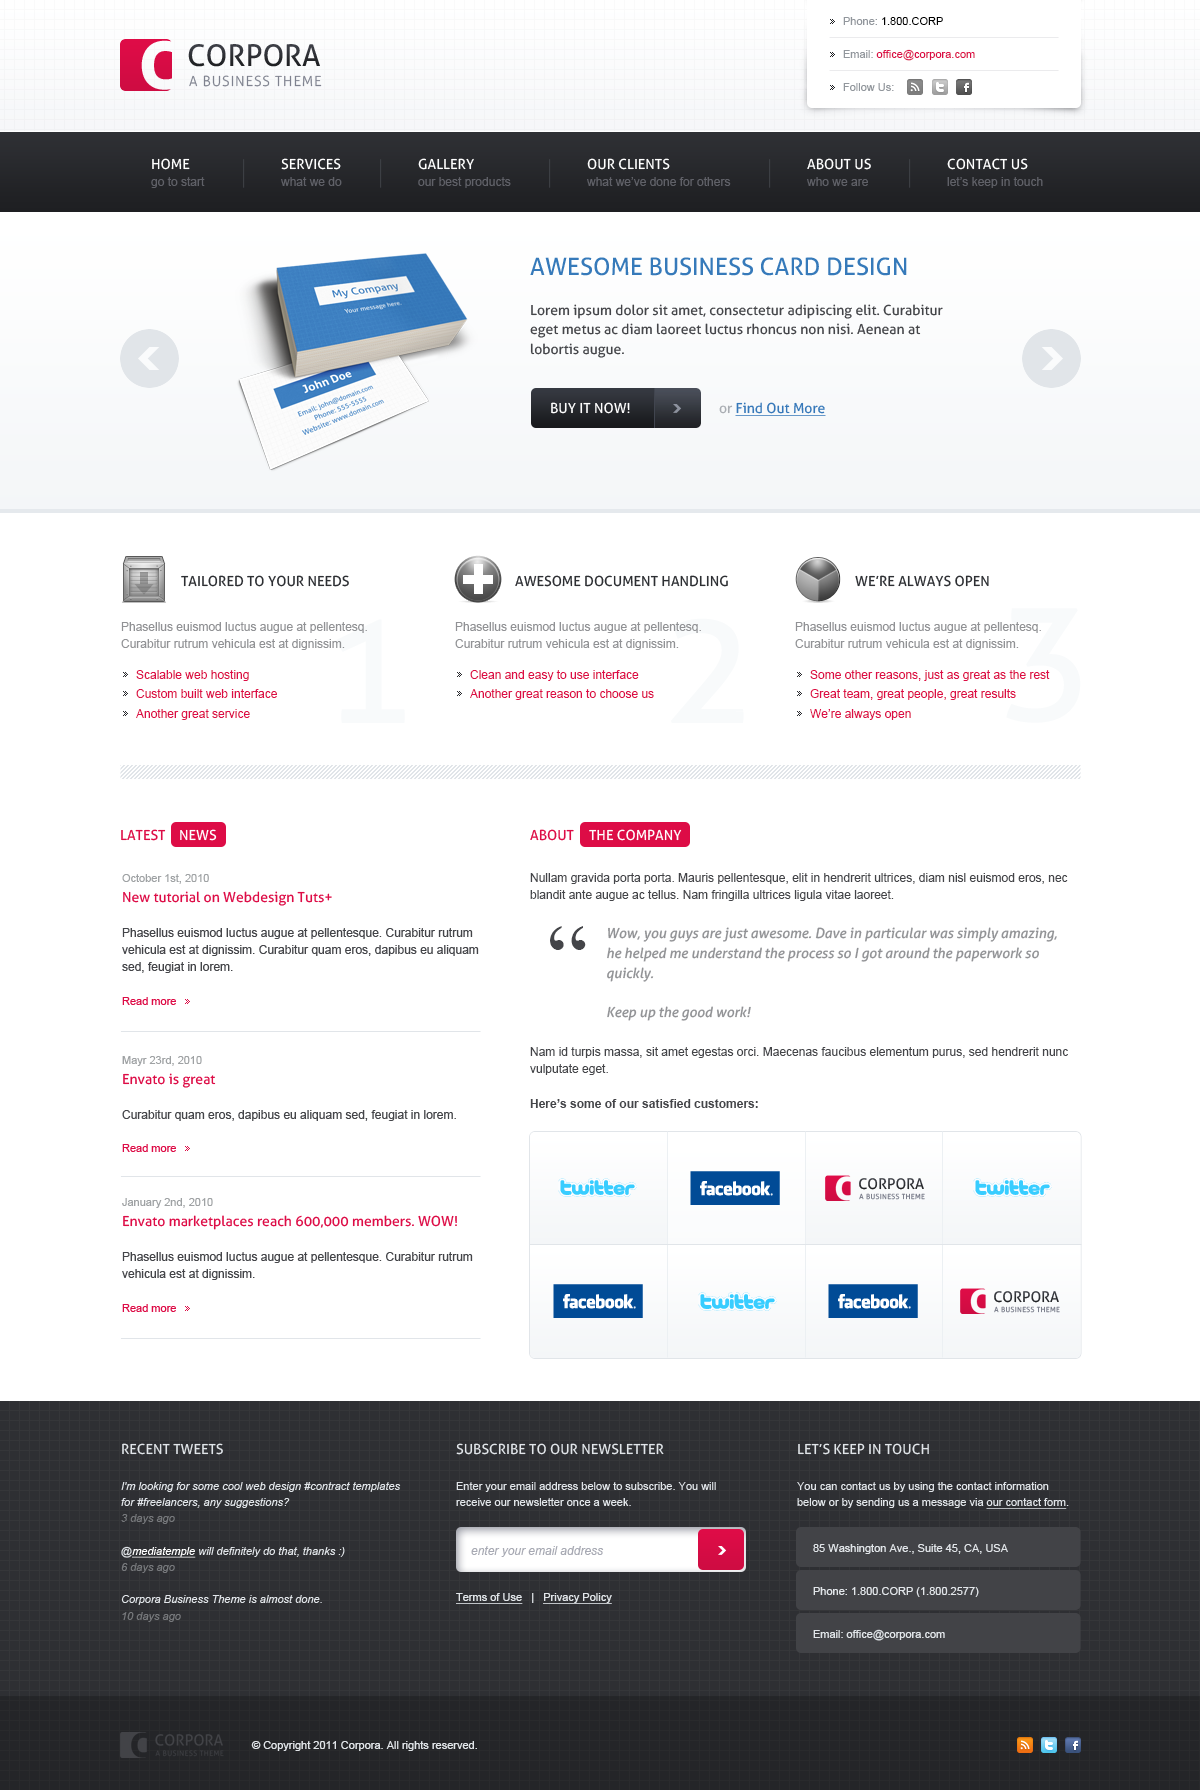 CORPORA
A BUSINESS THEME
Phone: 1.800.CORP
Email: office@corpora.com
Follow Us:
HOME
go to start
SERVICES
what we do
GALLERY
our best products
OUR CLIENTS
what we've done for others
ABOUT US
who we are
CONTACT US
let's keep in touch
My Company
Your message here.
John Doe
Email: john@domain.com
Phone: 555-5555
Website: www.domain.com
AWESOME BUSINESS CARD DESIGN
Lorem ipsum dolor sit amet, consectetur adipiscing elit. Curabitur
eget metus ac diam laoreet luctus rhoncus non nisi. Aenean at
lobortis augue.
BUY IT NOW!
or Find Out More
TAILORED TO YOUR NEEDS
Phasellus euismod luctus augue at pellentesq.
Curabitur rutrum vehicula est at dignissim.
Scalable web hosting
Custom built web interface
Another great service
1
AWESOME DOCUMENT HANDLING
Phasellus euismod luctus augue at pellentesq.
Curabitur rutrum vehicula est at dignissim.
Clean and easy to use interface
Another great reason to choose us
2
WE'RE ALWAYS OPEN
Phasellus euismod luctus augue at pellentesq.
Curabitur rutrum vehicula est at dignissim.
Some other reasons, just as great as the rest
Great team, great people, great results
We're always open
3
LATEST NEWS
October 1st, 2010
New tutorial on Webdesign Tuts+
Phasellus euismod luctus augue at pellentesque. Curabitur rutrum
vehicula est at dignissim. Curabitur quam eros, dapibus eu aliquam
sed, feugiat in lorem.
Read more
Mayr 23rd, 2010
Envato is great
Curabitur quam eros, dapibus eu aliquam sed, feugiat in lorem.
Read more
January 2nd, 2010
Envato marketplaces reach 600,000 members. WOW!
Phasellus euismod luctus augue at pellentesque. Curabitur rutrum
vehicula est at dignissim.
Read more
ABOUT THE COMPANY
Nullam gravida porta porta. Mauris pellentesque, elit in hendrerit ultrices, diam nisl euismod eros, nec
blandit ante augue ac tellus. Nam fringilla ultrices ligula vitae laoreet.
“
Wow, you guys are just awesome. Dave in particular was simply amazing,
he helped me understand the process so I got around the paperwork so
quickly.
Keep up the good work!
Nam id turpis massa, sit amet egestas orci. Maecenas faucibus elementum purus, sed hendrerit nunc
vulputate eget.
Here's some of our satisfied customers:
twitter
facebook.
CORPORA
A BUSINESS THEME
twitter
facebook.
twitter
facebook.
CORPORA
A BUSINESS THEME
RECENT TWEETS
I'm looking for some cool web design #contract templates
for #freelancers, any suggestions?
3 days ago
@mediatemple will definitely do that, thanks :)
6 days ago
Corpora Business Theme is almost done.
10 days ago
SUBSCRIBE TO OUR NEWSLETTER
Enter your email address below to subscribe. You will
receive our newsletter once a week.
enter your email address
Terms of Use | Privacy Policy
LET'S KEEP IN TOUCH
You can contact us by using the contact information
below or by sending us a message via our contact form.
85 Washington Ave., Suite 45, CA, USA
Phone: 1.800.CORP (1.800.2577)
Email: office@corpora.com
CORPORA
A BUSINESS THEME
© Copyright 2011 Corpora. All rights reserved.